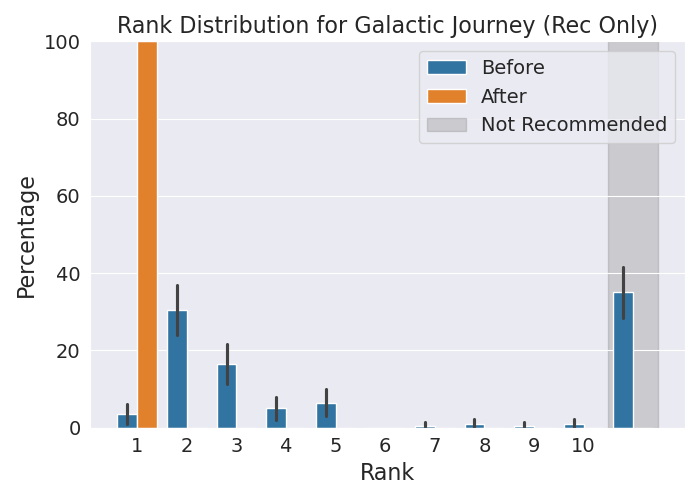 Rank Distribution for Galactic Journey (Rec Only)
100
80
60
40
20
0
Percentage
Before
After
Not Recommended
1 2 3 4 5 6 7 8 9 10
Rank